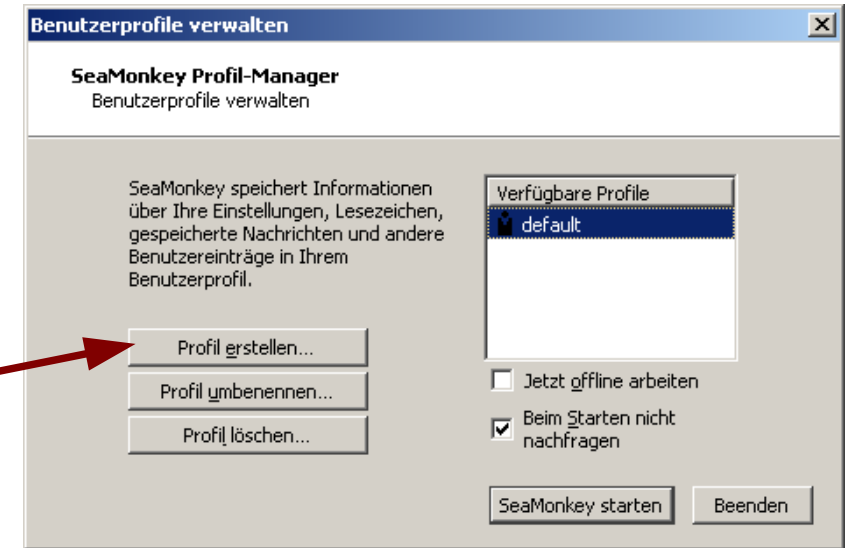 Benutzerprofile verwalten
SeaMonkey Profil-Manager
Benutzerprofile verwalten
SeaMonkey speichert Informationen
über Ihre Einstellungen, Lesezeichen,
gespeicherte Nachrichten und andere
Benutzereinträge in Ihrem
Benutzerprofil.
Profil erstellen...
Profil umbenennen...
Profil löschen...
Verfügbare Profile
default
Jetzt offline arbeiten
Beim Starten nicht
nachfragen
SeaMonkey starten
Beenden